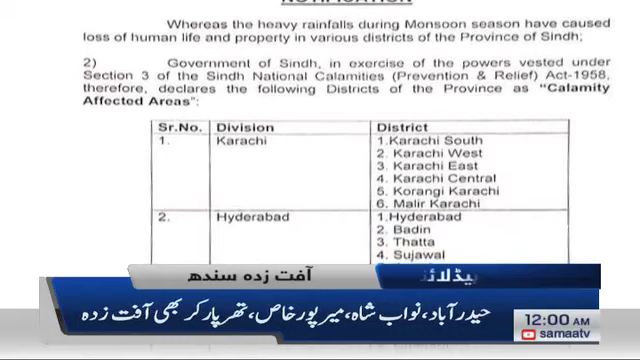 NOTIFICATION
Whereas the heavy rainfalls during Monsoon season have caused
loss of human life and property in various districts of the Province of Sindh;
2) Government of Sindh, in exercise of the powers vested under
Section 3 of the Sindh National Calamities (Prevention & Relief) Act-1958,
therefore, declares the following Districts of the Province as “Calamity
Affected Areas”:
Sr.No. Division District
1. Karachi 1.Karachi South
2. Karachi West
3 Karachi East
4 Karachi Central
5 Korangi Karachi
6 Malir Karachi
2. Hyderabad 1.Hyderabad
2. Badin
3. Thatta
4. Sujawal
آفت زدہ سندھ
حیدرآباد، نواب شاہ، میرپورخاص، تھرپارکر بھی آفت زدہ
12:00 AM
samaatv